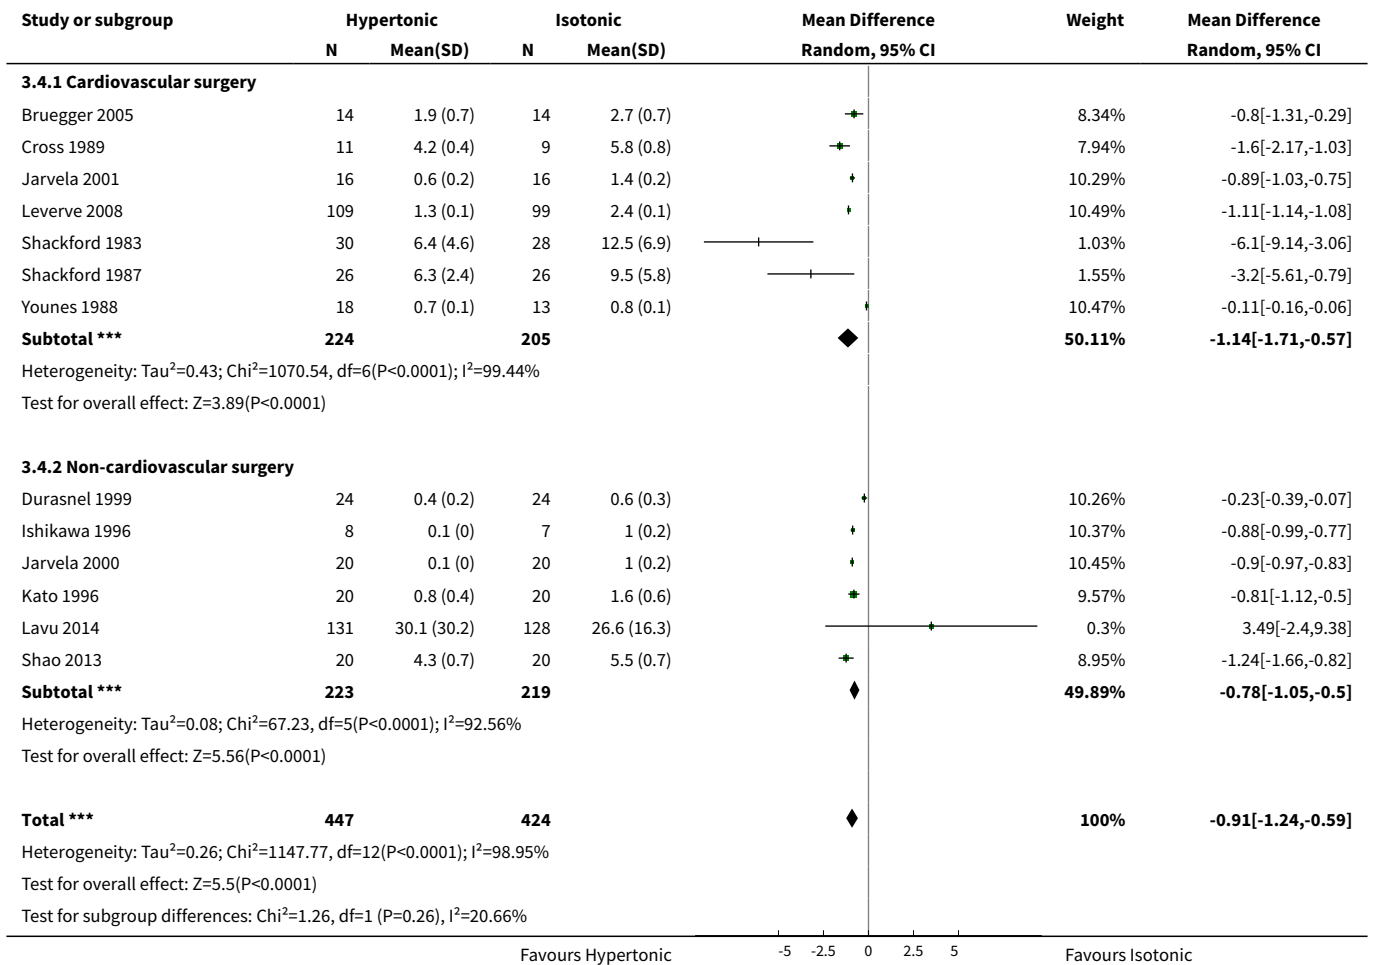 Study or subgroup Hypertonic Isotonic Mean Difference Weight Mean Difference
N Mean(SD) N Mean(SD) Random, 95% CI Random, 95% CI
3.4.1 Cardiovascular surgery
Bruegger 2005 14 1.9 (0.7) 14 2.7 (0.7) 8.34% -0.8[-1.31,-0.29]
Cross 1989 11 4.2 (0.4) 9 5.8 (0.8) 7.94% -1.6[-2.17,-1.03]
Jarvela 2001 16 0.6 (0.2) 16 1.4 (0.2) 10.29% -0.89[-1.03,-0.75]
Leverve 2008 109 1.3 (0.1) 99 2.4 (0.1) 10.49% -1.11[-1.14,-1.08]
Shackford 1983 30 6.4 (4.6) 28 12.5 (6.9) 1.03% -6.1[-9.14,-3.06]
Shackford 1987 26 6.3 (2.4) 26 9.5 (5.8) 1.55% -3.2[-5.61,-0.79]
Younes 1988 18 0.7 (0.1) 13 0.8 (0.1) 10.47% -0.11[-0.16,-0.06]
Subtotal *** 224 205 50.11% -1.14[-1.71,-0.57]
Heterogeneity: Tau²=0.43; Chi²=1070.54, df=6(P<0.0001); I²=99.44%
Test for overall effect: Z=3.89(P<0.0001)
3.4.2 Non-cardiovascular surgery
Durasnel 1999 24 0.4 (0.2) 24 0.6 (0.3) 10.26% -0.23[-0.39,-0.07]
Ishikawa 1996 8 0.1 (0) 7 1 (0.2) 10.37% -0.88[-0.99,-0.77]
Jarvela 2000 20 0.1 (0) 20 1 (0.2) 10.45% -0.9[-0.97,-0.83]
Kato 1996 20 0.8 (0.4) 20 1.6 (0.6) 9.57% -0.81[-1.12,-0.5]
Lavu 2014 131 30.1 (30.2) 128 26.6 (16.3) 0.3% 3.49[-2.4,9.38]
Shao 2013 20 4.3 (0.7) 20 5.5 (0.7) 8.95% -1.24[-1.66,-0.82]
Subtotal *** 223 219 49.89% -0.78[-1.05,-0.5]
Heterogeneity: Tau²=0.08; Chi²=67.23, df=5(P<0.0001); I²=92.56%
Test for overall effect: Z=5.56(P<0.0001)
Total *** 447 424 100% -0.91[-1.24,-0.59]
Heterogeneity: Tau²=0.26; Chi²=1147.77, df=12(P<0.0001); I²=98.95%
Test for overall effect: Z=5.5(P<0.0001)
Test for subgroup differences: Chi²=1.26, df=1 (P=0.26), I²=20.66%
Favours Hypertonic -5 -2.5 0 2.5 5 Favours Isotonic